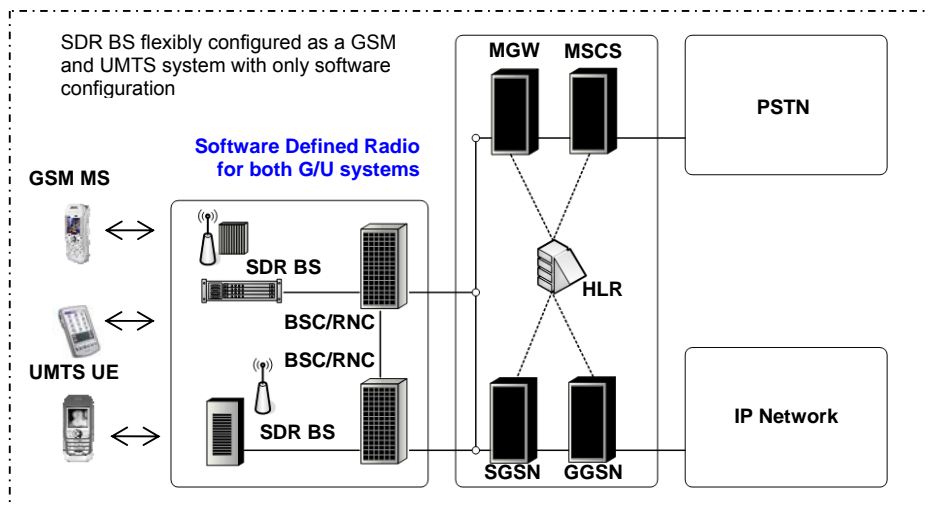 SDR BS flexibly configured as a GSM
and UMTS system with only software
configuration
MGW
MSCS
PSTN
Software Defined Radio
for both G/U systems
GSM MS
SDR BS
HLR
BSC/RNC
BSC/RNC
UMTS UE
SDR BS
IP Network
SGSN
GGSN